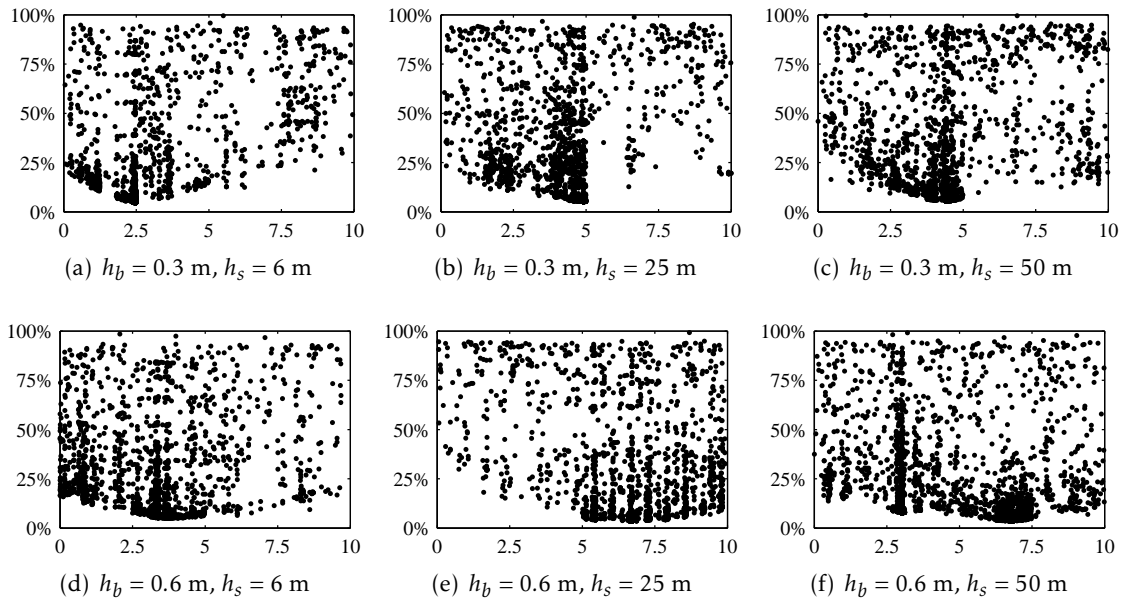 100%
75%
50%
25%
0%
0 2.5 5 7.5 10
(a) h_b = 0.3 m, h_s = 6 m
100%
75%
50%
25%
0%
0 2.5 5 7.5 10
(b) h_b = 0.3 m, h_s = 25 m
100%
75%
50%
25%
0%
0 2.5 5 7.5 10
(c) h_b = 0.3 m, h_s = 50 m
100%
75%
50%
25%
0%
0 2.5 5 7.5 10
(d) h_b = 0.6 m, h_s = 6 m
100%
75%
50%
25%
0%
0 2.5 5 7.5 10
(e) h_b = 0.6 m, h_s = 25 m
100%
75%
50%
25%
0%
0 2.5 5 7.5 10
(f) h_b = 0.6 m, h_s = 50 m